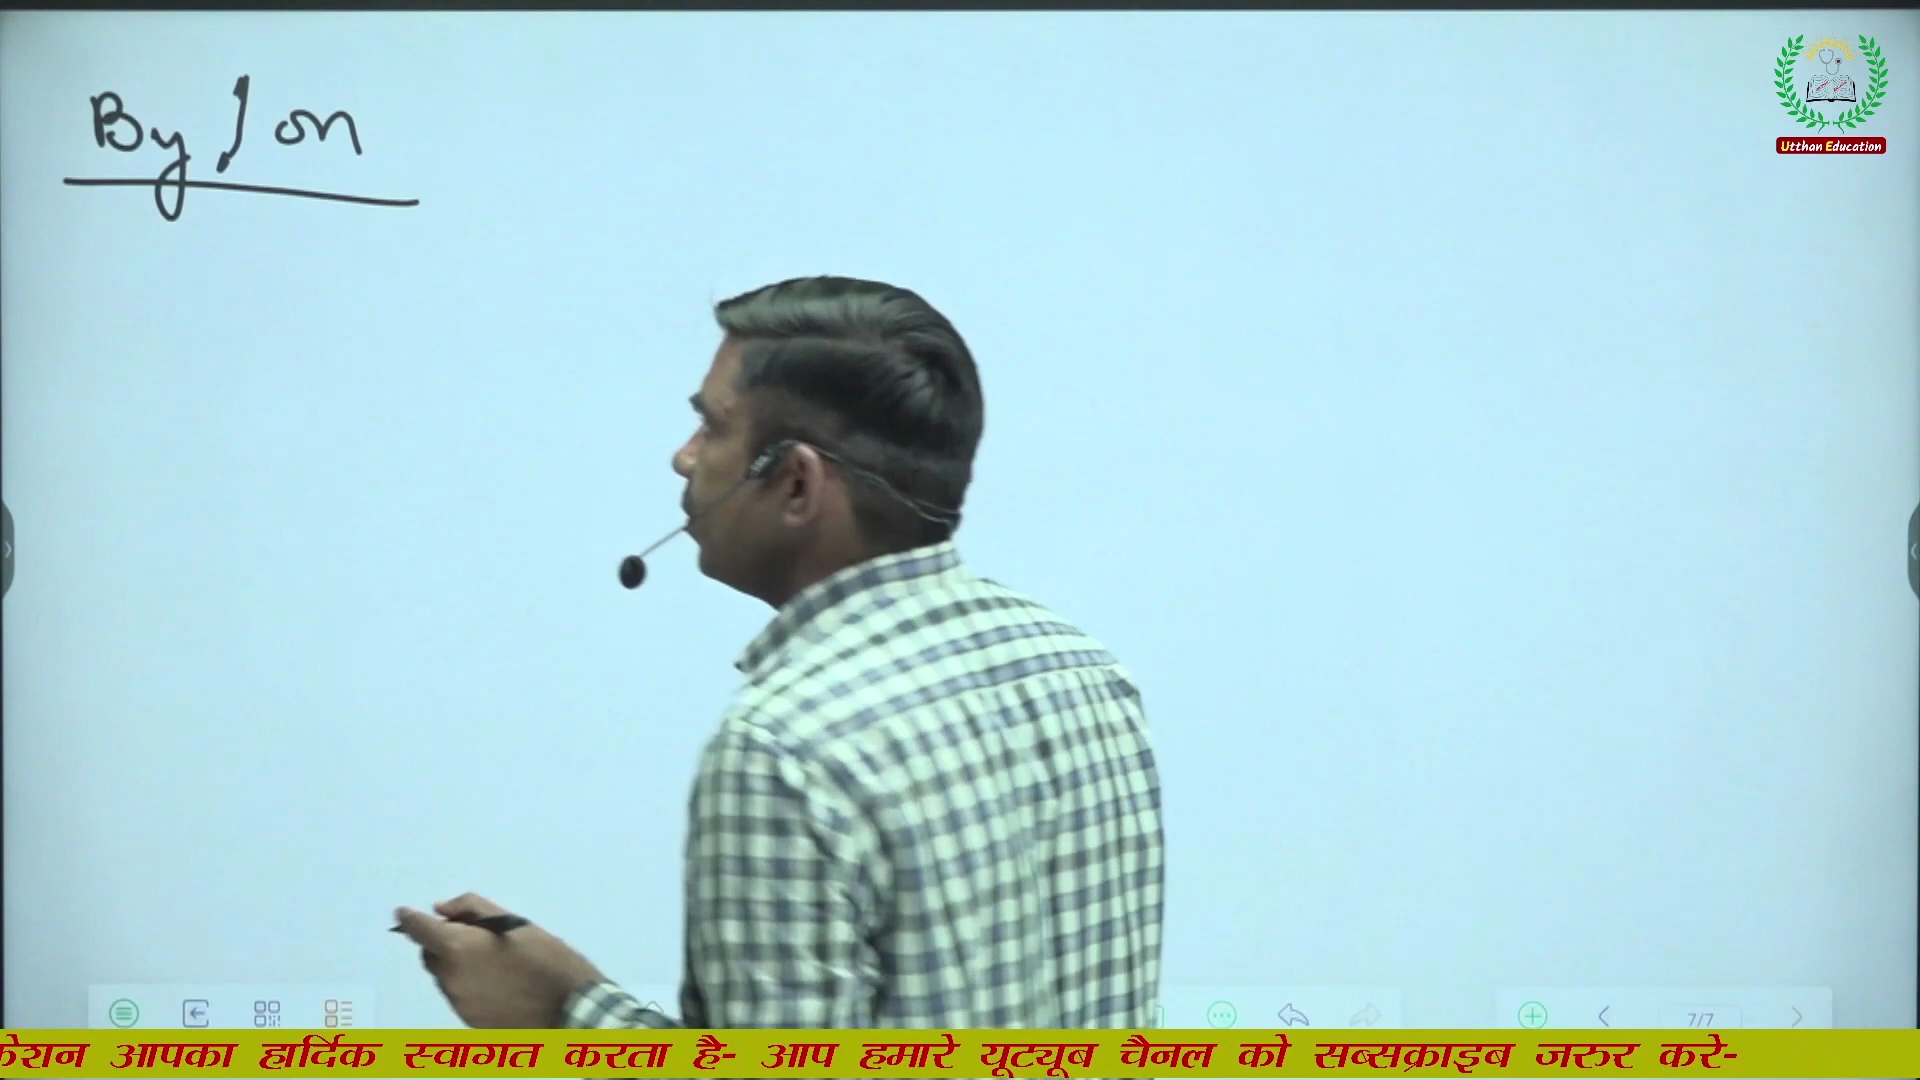 By / on
Utthan Education
7/7
केशन आपका हार्दिक स्वागत करता है- आप हमारे यूट्यूब चैनल को सब्सक्राइब जरुर करे-